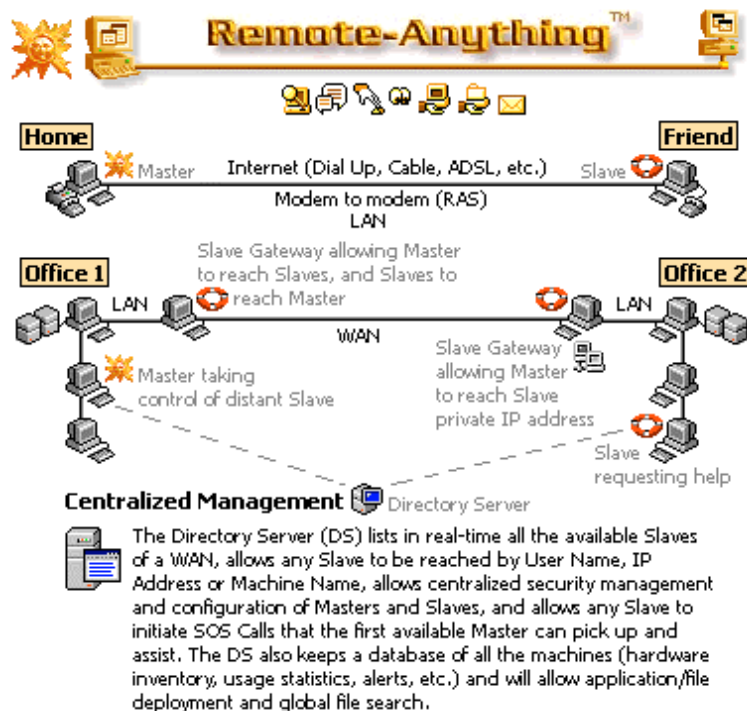 Remote-Anything™
Home
Friend
Master
Internet (Dial Up, Cable, ADSL, etc.)
Slave
Modem to modem (RAS)
LAN
Slave Gateway allowing Master
to reach Slaves, and Slaves to
reach Master
Office 1
Office 2
LAN
LAN
WAN
Master taking
control of distant Slave
Slave Gateway
allowing Master
to reach Slave
private IP address
Slave
requesting help
Centralized Management
Directory Server
The Directory Server (DS) lists in real-time all the available Slaves
of a WAN, allows any Slave to be reached by User Name, IP
Address or Machine Name, allows centralized security management
and configuration of Masters and Slaves, and allows any Slave to
initiate SOS Calls that the first available Master can pick up and
assist. The DS also keeps a database of all the machines (hardware
inventory, usage statistics, alerts, etc.) and will allow application/file
deployment and global file search.